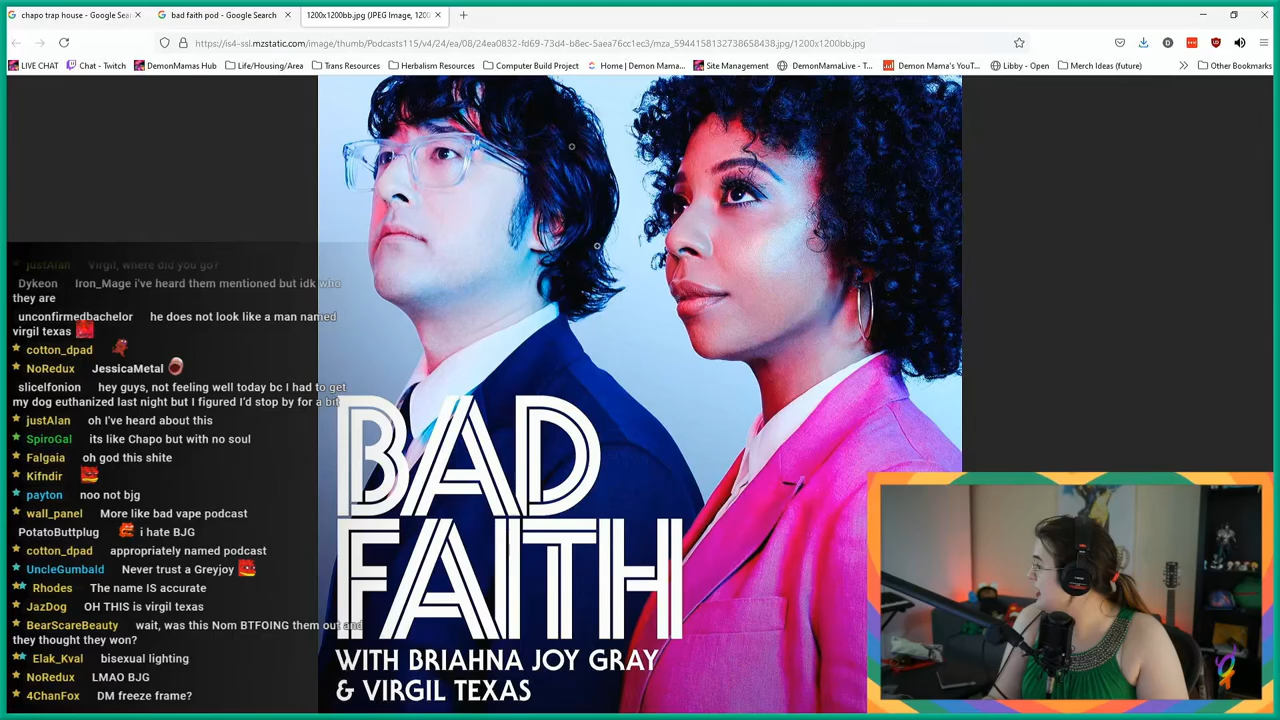 chapo trap house - Google Sea
bad faith pod - Google Search
1200x1200bb.jpg (JPEG Image, 1200
https://is4-ssl.mzstatic.com/image/thumb/Podcasts115/v4/24/ea/08/24ea0892-fd69-73d4-b8ec-5aea76cc1ec3/mza_5944158132738658438.jpg/1200x1200bb.jpg
LIVE CHAT
Chat - Twitch
DemonMamas Hub
Life/Housing/Area
Trans Resources
Herbalism Resources
Computer Build Project
Home | Demon Mama...
Site Management
DemonMamaLive - T...
Demon Mama's YouT...
Libby - Open
Merch Ideas (future)
Other Bookmarks
justAlan Virgil, where did you go?
Dykeon Iron_Mage i've heard them mentioned but idk who
they are
unconfirmedbachelor he does not look like a man named
virgil texas
cotton_dpad
NoRedux JessicaMetal
slicelfonion hey guys, not feeling well today bc I had to get
my dog euthanized last night but I figured I'd stop by for a bit
justAlan oh I've heard about this
SpiroGal its like Chapo but with no soul
Falgaia oh god this shite
Kifndir
payton noo not bjg
wall_panel More like bad vape podcast
PotatoButtplug i hate BJG
cotton_dpad appropriately named podcast
UncleGumbald Never trust a Greyjoy
Rhodes The name IS accurate
JazDog OH THIS is virgil texas
BearScareBeauty wait, was this Nom BTFOING them out and
they thought they won?
Elak_Kval bisexual lighting
NoRedux LMAO BJG
4ChanFox DM freeze frame?
BAD
FAITH
WITH BRIAHNA JOY GRAY
& VIRGIL TEXAS